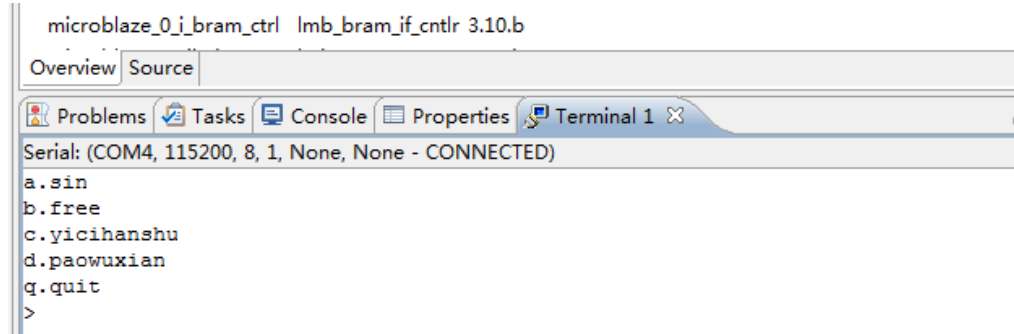 microblaze_0_i_bram_ctrl lmb_bram_if_cntlr 3.10.b
Overview Source
Problems Tasks Console Properties Terminal 1
Serial: (COM4, 115200, 8, 1, None, None - CONNECTED)
a.sin
b.free
c.yicihanshu
d.paowuxian
q.quit
>